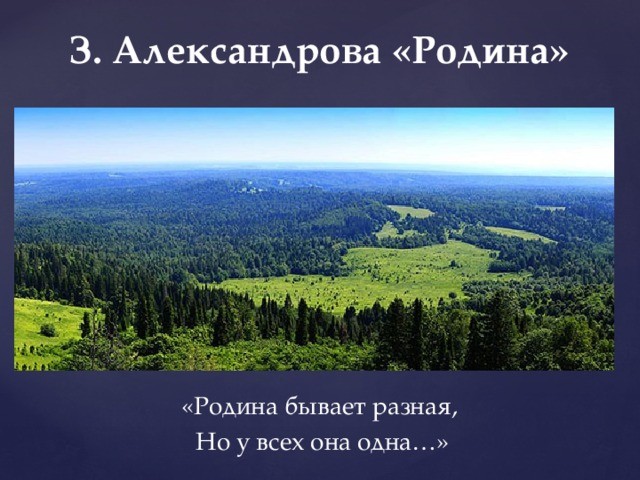 З. Александрова «Родина»
«Родина бывает разная,
Но у всех она одна…»